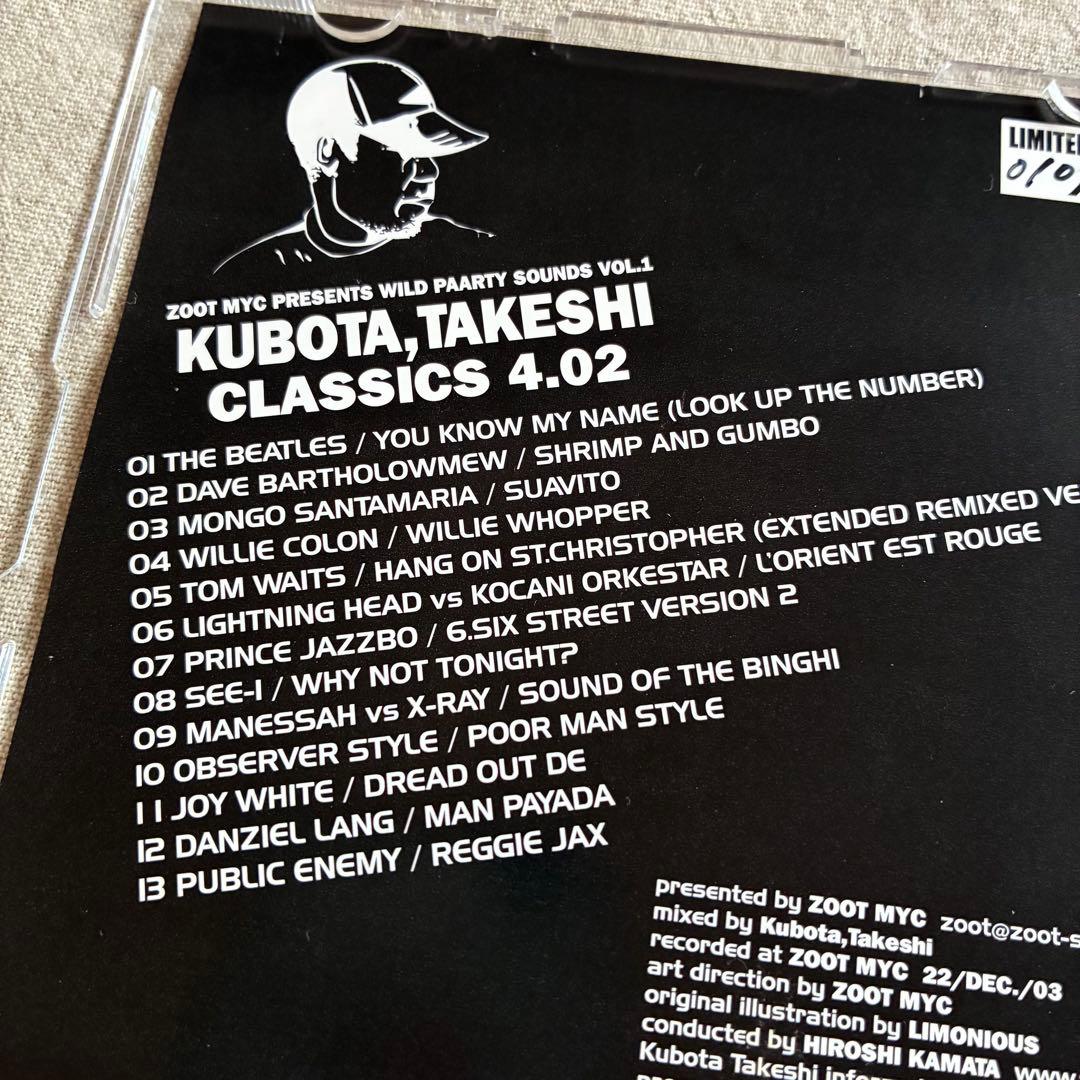 LIMITE
ZOOT MYC PRESENTS WILD PAARTY SOUNDS VOL.1
KUBOTA,TAKESHI
CLASSICS 4.02
01 THE BEATLES / YOU KNOW MY NAME (LOOK UP THE NUMBER)
02 DAVE BARTHOLOWMEW / SHRIMP AND GUMBO
03 MONGO SANTAMARIA / SUAVITO
04 WILLIE COLON / WILLIE WHOPPER
05 TOM WAITS / HANG ON ST.CHRISTOPHER (EXTENDED REMIXED VE
06 LIGHTNING HEAD vs KOCANI ORKESTAR / L'ORIENT EST ROUGE
07 PRINCE JAZZBO / 6.SIX STREET VERSION 2
08 SEE-I / WHY NOT TONIGHT?
09 MANESSAH vs X-RAY / SOUND OF THE BINGHI
10 OBSERVER STYLE / POOR MAN STYLE
11 JOY WHITE / DREAD OUT DE
12 DANZIEL LANG / MAN PAYADA
13 PUBLIC ENEMY / REGGIE JAX
presented by ZOOT MYC zoot@zoot-s
mixed by Kubota,Takeshi
recorded at ZOOT MYC 22/DEC./03
art direction by ZOOT MYC
original illustration by LIMONIOUS
conducted by HIROSHI KAMATA www.
Kubota Takeshi